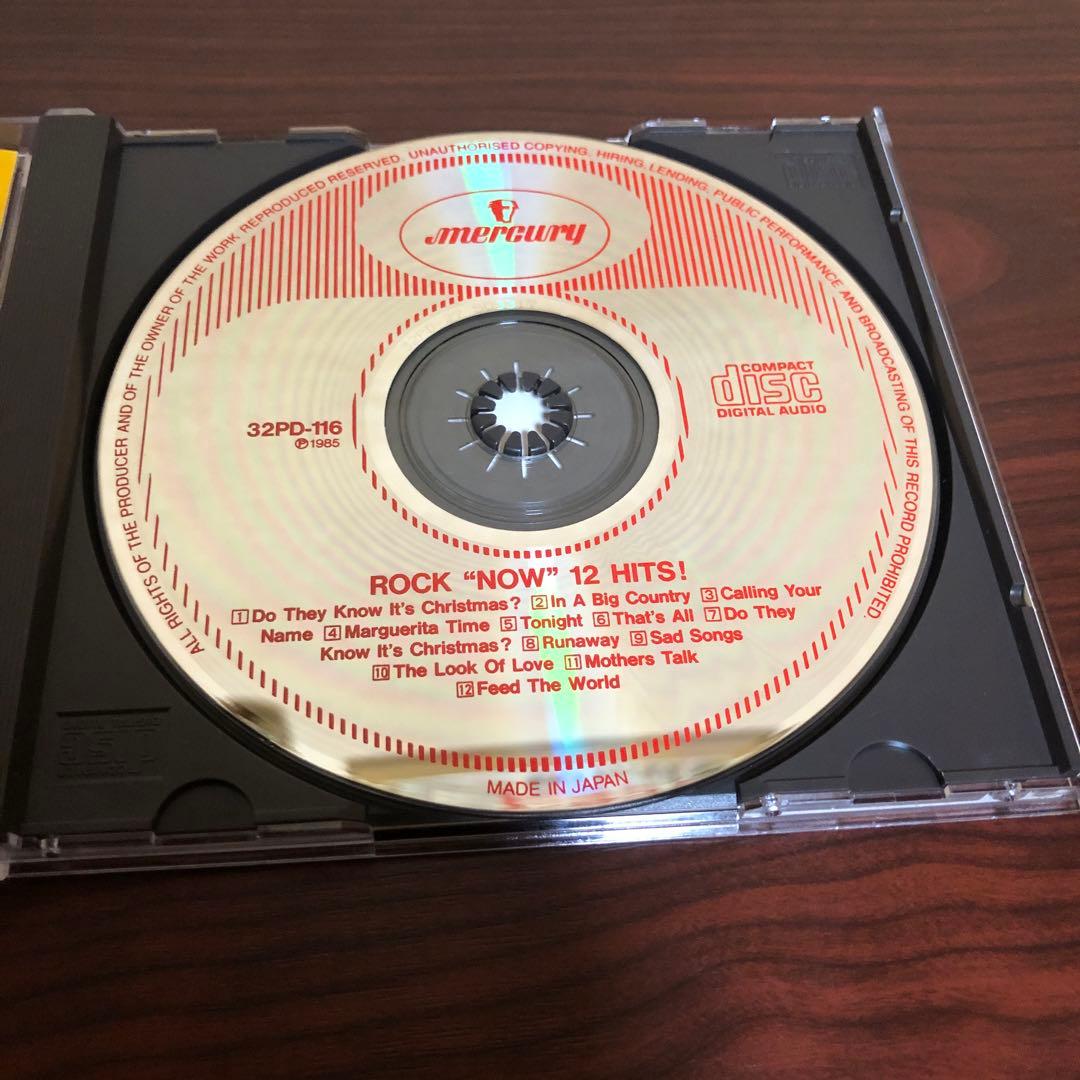 ALL RIGHTS OF THE PRODUCER AND OF THE OWNER OF THE WORK REPRODUCED RESERVED. UNAUTHORISED COPYING, HIRING, LENDING, PUBLIC PERFORMANCE AND BROADCASTING OF THIS RECORD PROHIBITED.
mercury
COMPACT
disc
DIGITAL AUDIO
32PD-116
℗1985
ROCK “NOW” 12 HITS!
1 Do They Know It's Christmas? 2 In A Big Country 3 Calling Your
Name 4 Marguerita Time 5 Tonight 6 That's All 7 Do They
Know It's Christmas? 8 Runaway 9 Sad Songs
10 The Look Of Love 11 Mothers Talk
12 Feed The World
MADE IN JAPAN